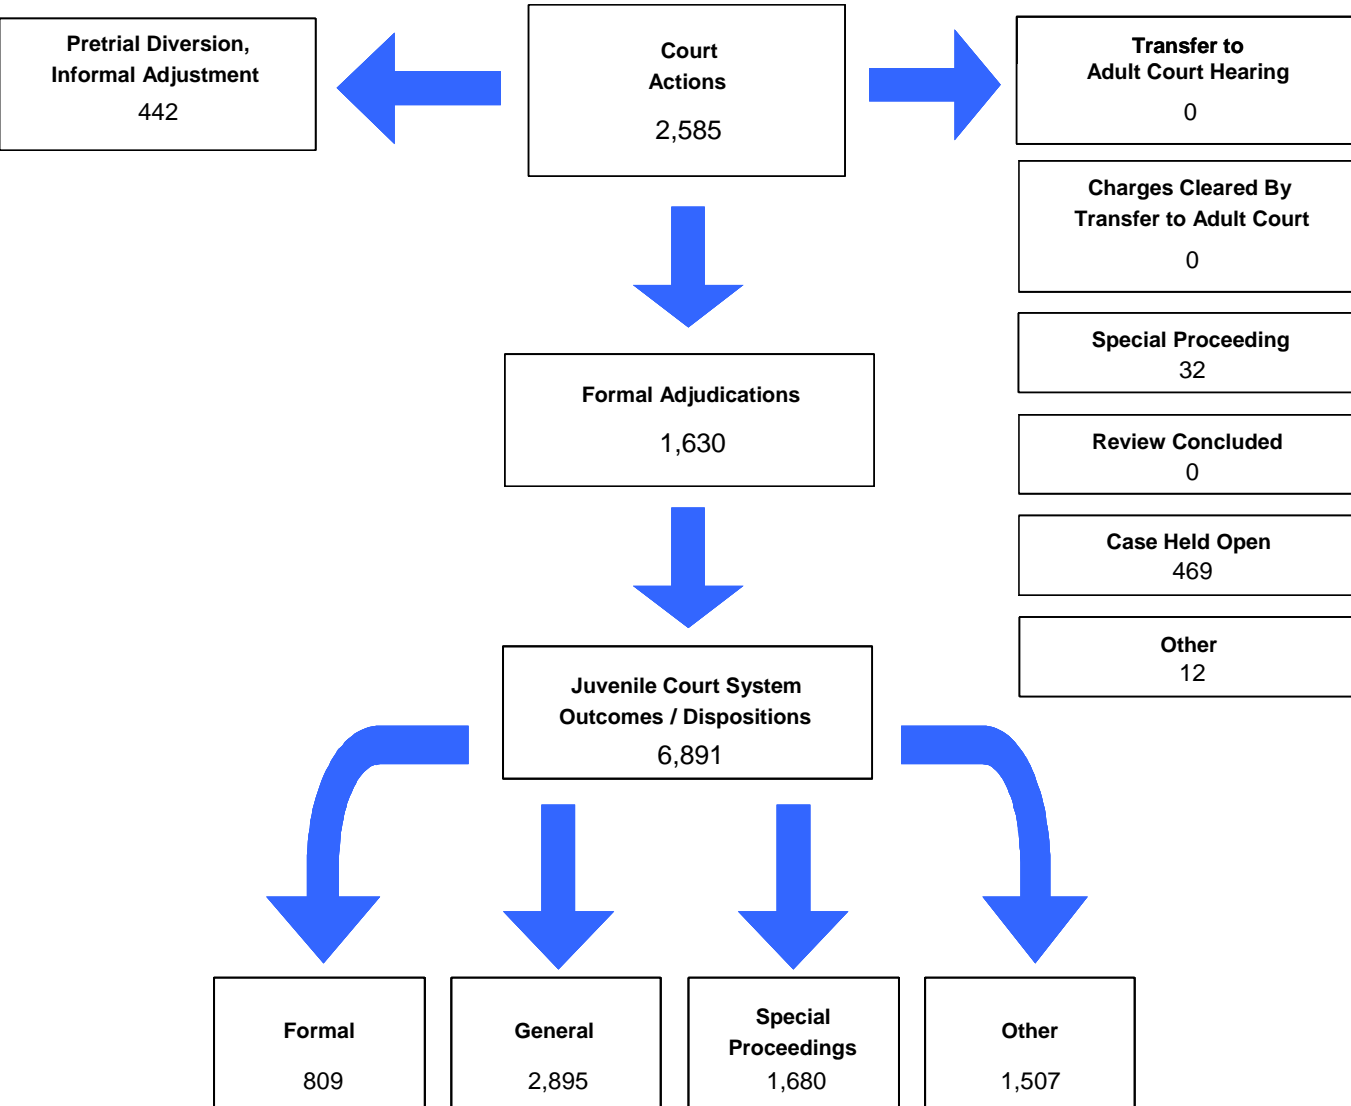 Pretrial Diversion,
Informal Adjustment
442
Court
Actions
2,585
Transfer to
Adult Court Hearing
0
Charges Cleared By
Transfer to Adult Court
0
Special Proceeding
32
Review Concluded
0
Case Held Open
469
Other
12
Formal Adjudications
1,630
Juvenile Court System
Outcomes / Dispositions
6,891
Formal
809
General
2,895
Special
Proceedings
1,680
Other
1,507